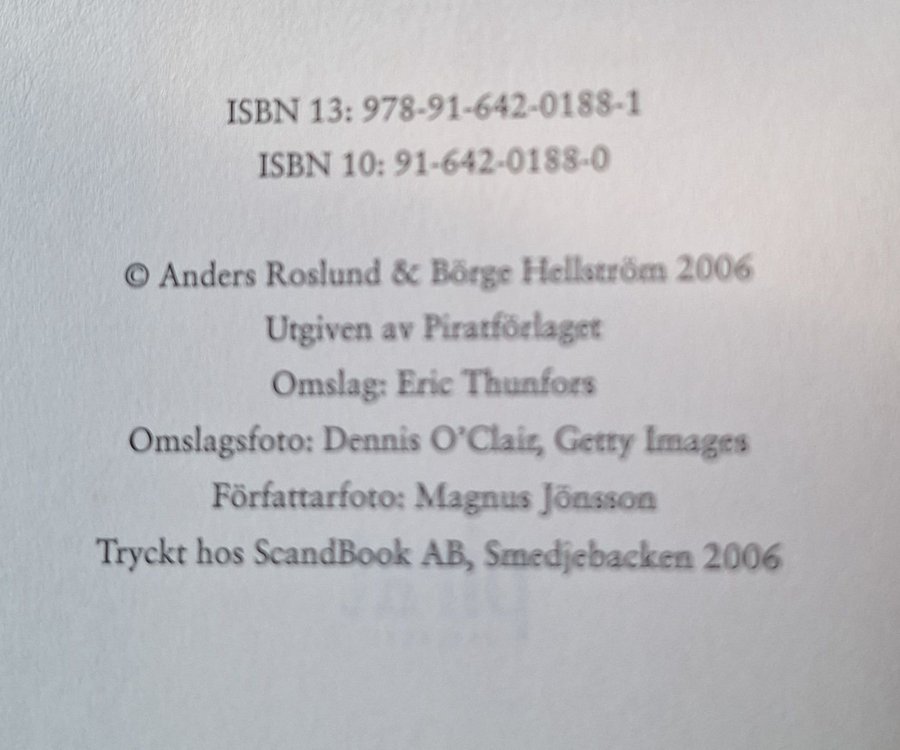 ISBN 13: 978-91-642-0188-1
ISBN 10: 91-642-0188-0
© Anders Roslund & Börge Hellström 2006
Utgiven av Piratförlaget
Omslag: Eric Thunfors
Omslagsfoto: Dennis O’Clair, Getty Images
Författarfoto: Magnus Jönsson
Tryckt hos ScandBook AB, Smedjebacken 2006